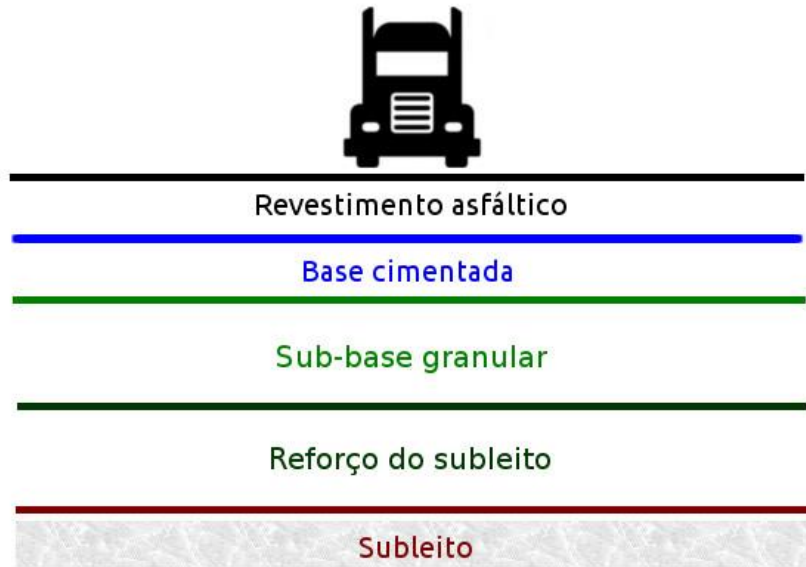 Revestimento asfáltico
Base cimentada
Sub-base granular
Reforço do subleito
Subleito